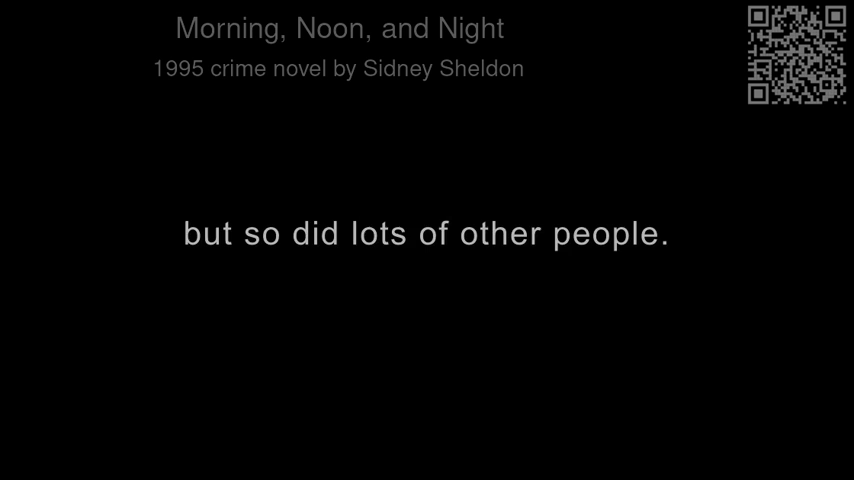 Morning, Noon, and Night
1995 crime novel by Sidney Sheldon
but so did lots of other people.